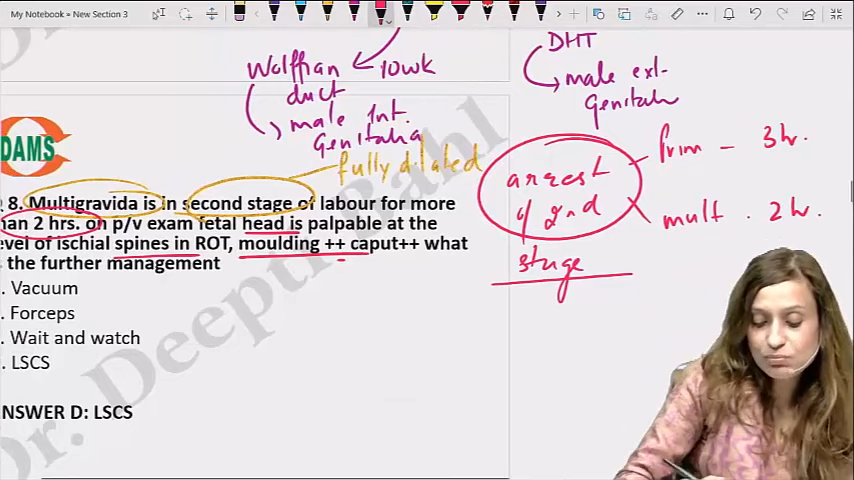 OneNote - New Section 3
DHT
Wolffian ← 10wk
duct
male ext-
Genitalia
male Int.
Genitalia
DAMS
fully dilated
Prim - 3 hr.
arrest
of 2nd
stage
mult. 2 hr.
8. Multigravida is in second stage of labour for more
han 2 hrs. on p/v exam fetal head is palpable at the
evel of ischial spines in ROT, moulding ++ caput++ what
the further management
. Vacuum
. Forceps
. Wait and watch
. LSCS
NSWER D: LSCS
Dr. Deepti Bahl